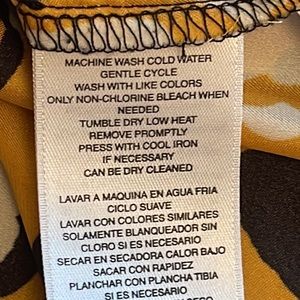 MACHINE WASH COLD WATER
GENTLE CYCLE
WASH WITH LIKE COLORS
ONLY NON-CHLORINE BLEACH WHEN
NEEDED
TUMBLE DRY LOW HEAT
REMOVE PROMPTLY
PRESS WITH COOL IRON
IF NECESSARY
CAN BE DRY CLEANED
LAVAR A MAQUINA EN AGUA FRIA
CICLO SUAVE
LAVAR CON COLORES SIMILARES
SOLAMENTE BLANQUEADOR SIN
CLORO SI ES NECESARIO
SECAR EN SECADORA CALOR BAJO
SACAR CON RAPIDEZ
PLANCHAR CON PLANCHA TIBIA
SI ES NECESARIO